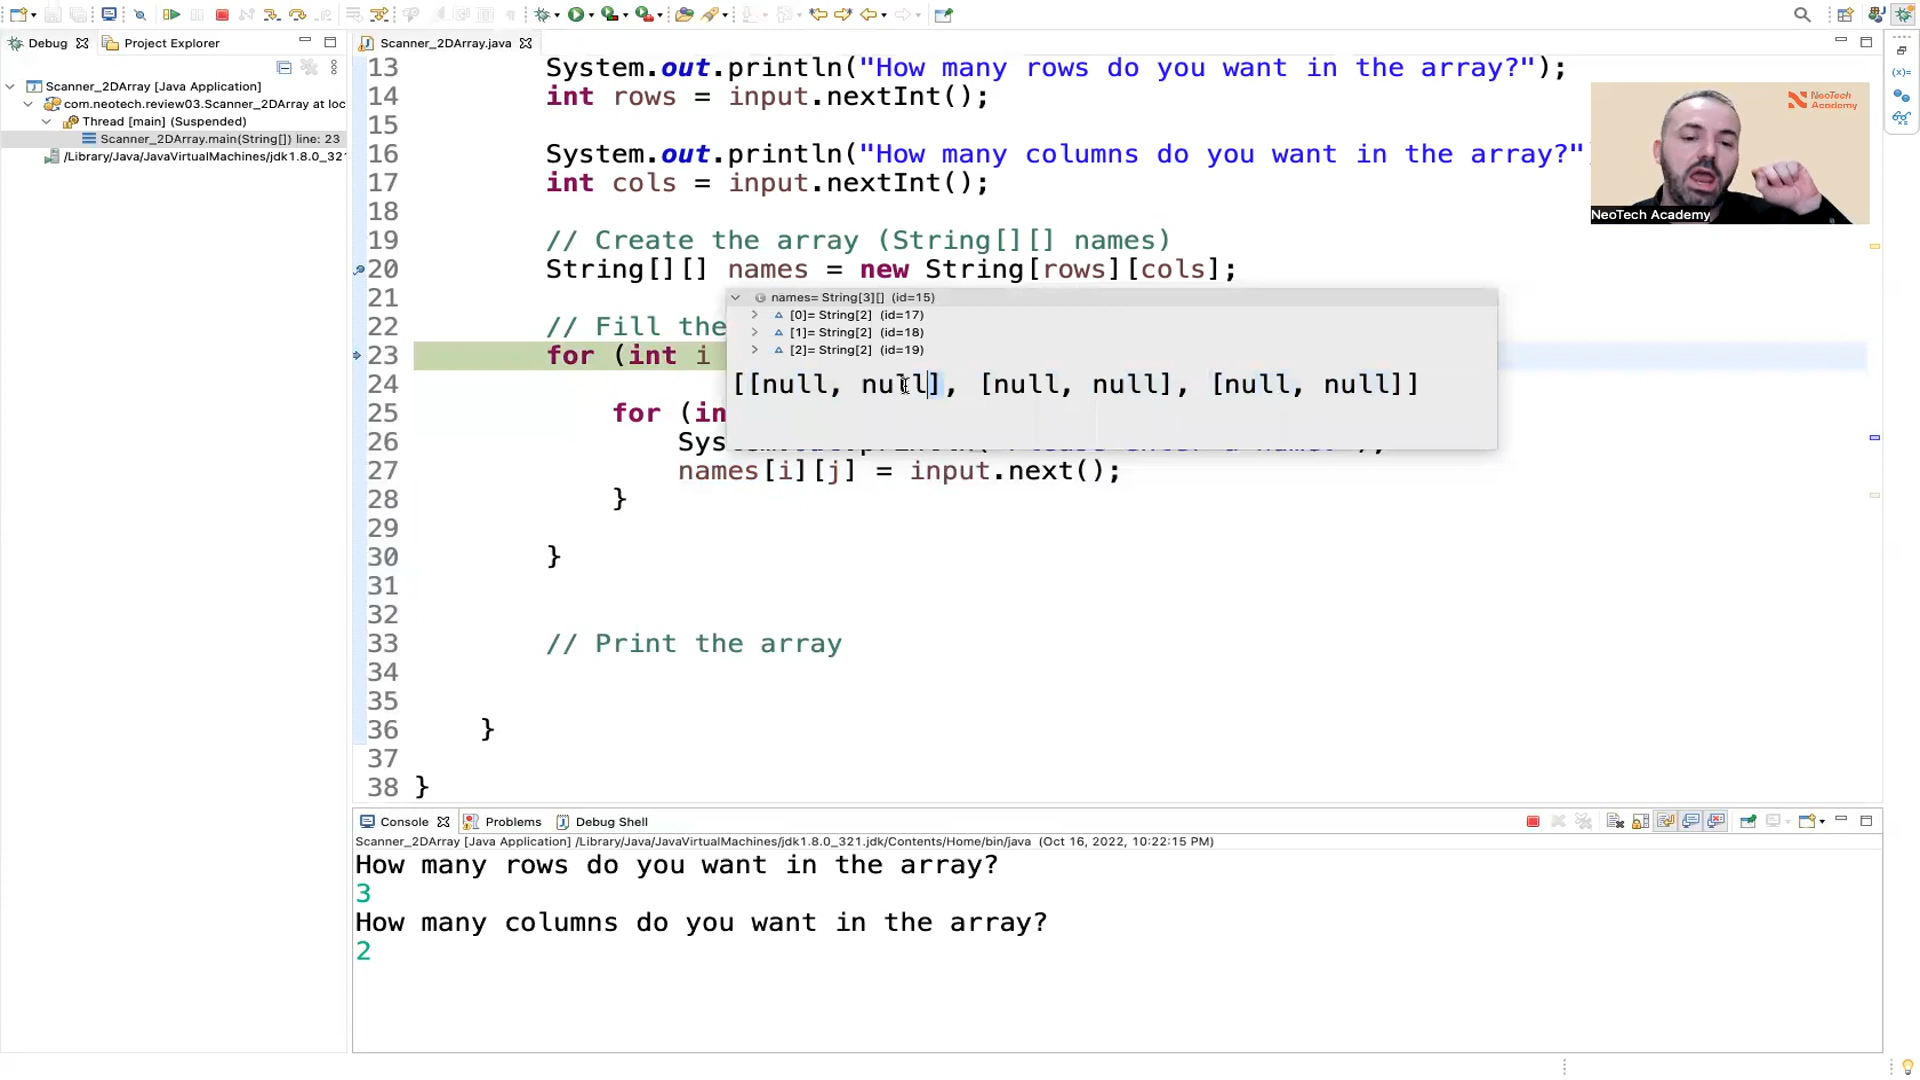 Debug
Project Explorer
Scanner_2DArray [Java Application]
com.neotech.review03.Scanner_2DArray at loc
Thread [main] (Suspended)
Scanner_2DArray.main(String[]) line: 23
/Library/Java/JavaVirtualMachines/jdk1.8.0_321
Scanner_2DArray.java
13 System.out.println("How many rows do you want in the array?");
14 int rows = input.nextInt();
15
16 System.out.println("How many columns do you want in the array?"
17 int cols = input.nextInt();
18
19 // Create the array (String[][] names)
20 String[][] names = new String[rows][cols];
21
22 // Fill the
23 for (int i
24
25 for (in
26 Sys
27 names[i][j] = input.next();
28 }
29
30 }
31
32
33 // Print the array
34
35
36 }
37
38 }
names= String[3][] (id=15)
[0]= String[2] (id=17)
[1]= String[2] (id=18)
[2]= String[2] (id=19)
[[null, null], [null, null], [null, null]]
NeoTech
Academy
NeoTech Academy
Console
Problems
Debug Shell
Scanner_2DArray [Java Application] /Library/Java/JavaVirtualMachines/jdk1.8.0_321.jdk/Contents/Home/bin/java (Oct 16, 2022, 10:22:15 PM)
How many rows do you want in the array?
3
How many columns do you want in the array?
2